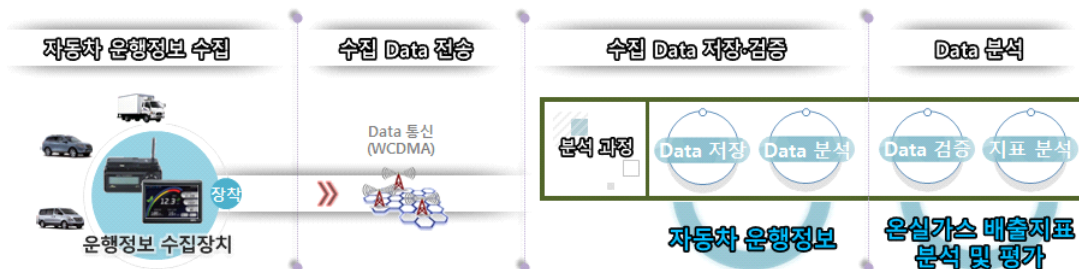 자동차 운행정보 수집
수집 Data 전송
수집 Data 저장·검증
Data 분석
Data 통신
(WCDMA)
장착
12.3
운행정보 수집장치
분석 과정
Data 저장
Data 분석
Data 검증
지표 분석
자동차 운행정보
온실가스 배출지표
분석 및 평가